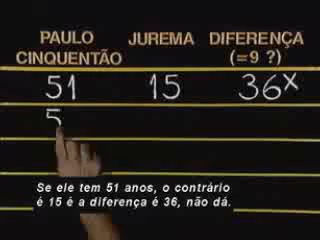 PAULO CINQUENTÃO JUREMA DIFERENÇA (=9 ?)
51 15 36x
5
Se ele tem 51 anos, o contrário
é 15 é a diferença é 36, não dá.